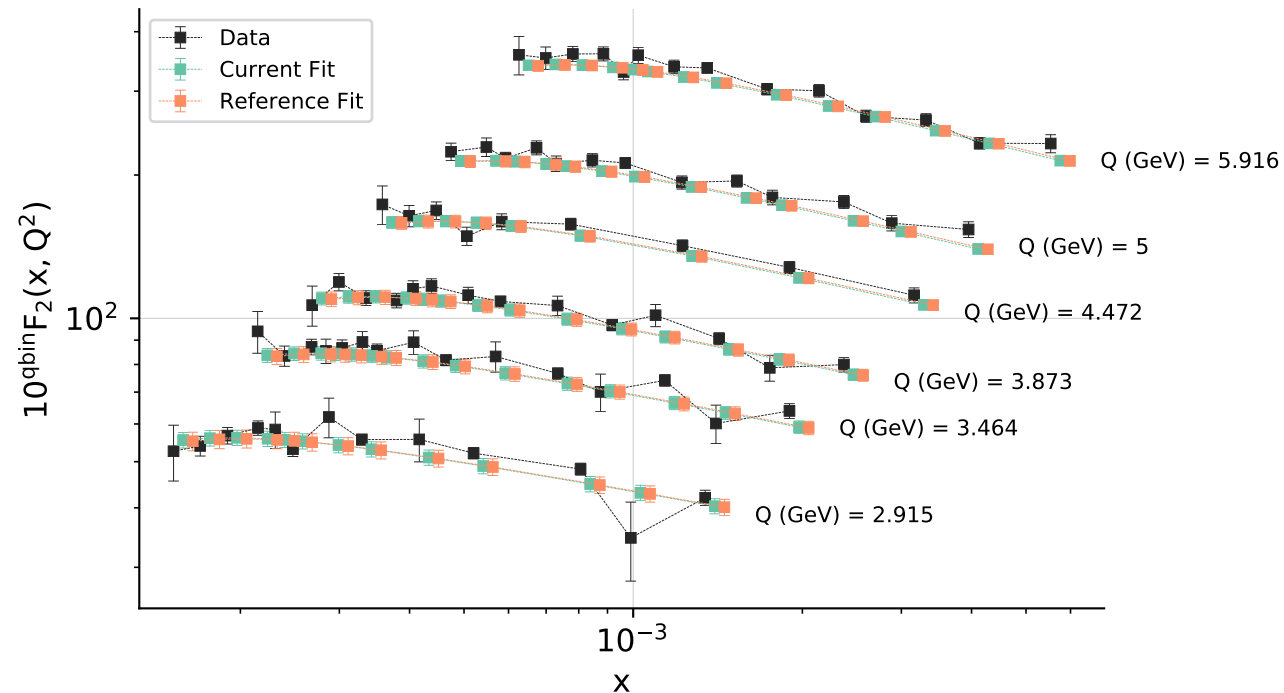 Data
Current Fit
Reference Fit
Q (GeV) = 5.916
Q (GeV) = 5
Q (GeV) = 4.472
Q (GeV) = 3.873
Q (GeV) = 3.464
Q (GeV) = 2.915
10^qbin F₂(x, Q²)
10²
10⁻³
x